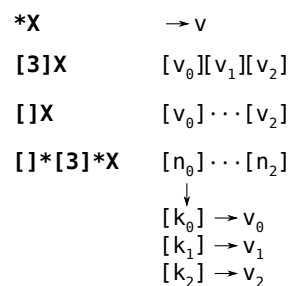 *X → v
[3]X [v₀][v₁][v₂]
[]X [v₀]···[v₂]
[]*[3]*X [n₀]···[n₂]
↓
[k₀] → v₀
[k₁] → v₁
[k₂] → v₂